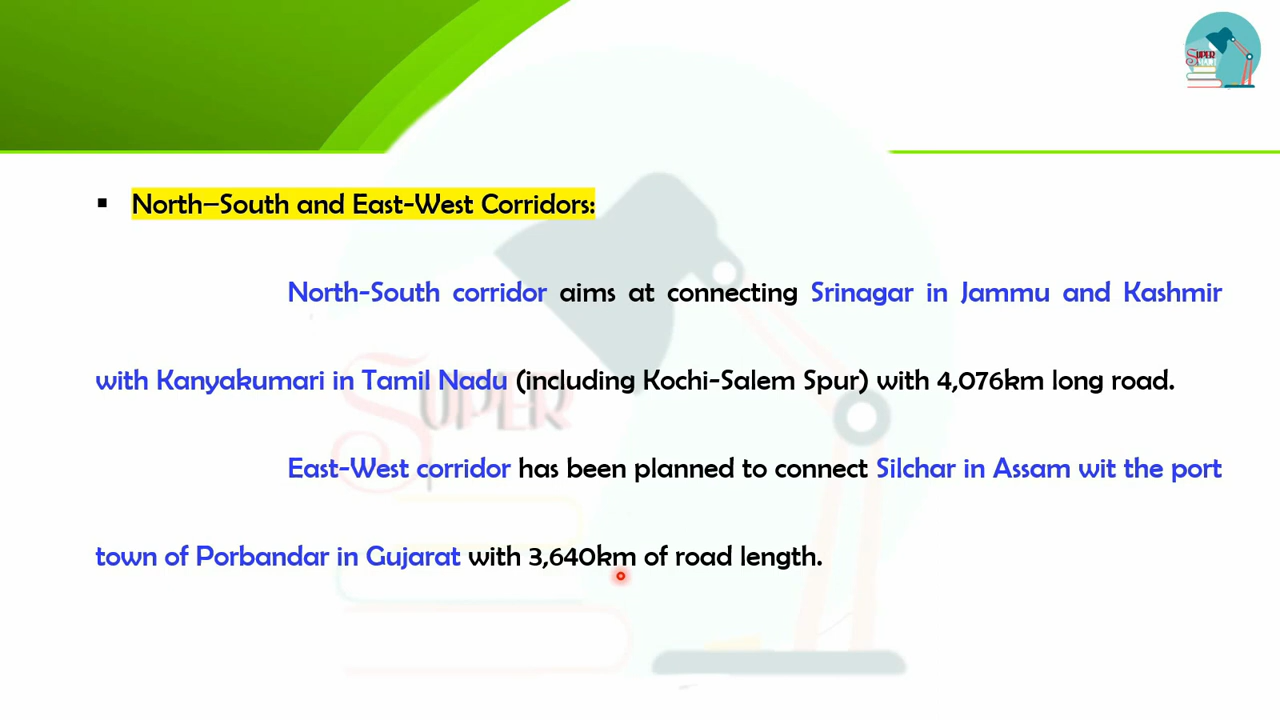 SUPER
▪ North–South and East-West Corridors:
North-South corridor aims at connecting Srinagar in Jammu and Kashmir
with Kanyakumari in Tamil Nadu (including Kochi-Salem Spur) with 4,076km long road.
SUPER
East-West corridor has been planned to connect Silchar in Assam wit the port
town of Porbandar in Gujarat with 3,640km of road length.